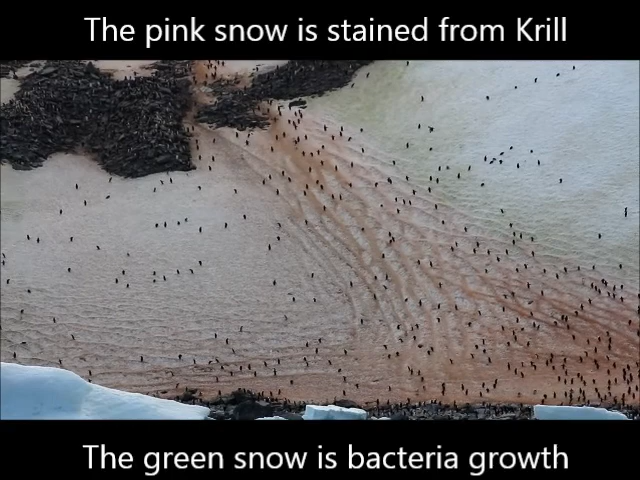 The pink snow is stained from Krill
The green snow is bacteria growth